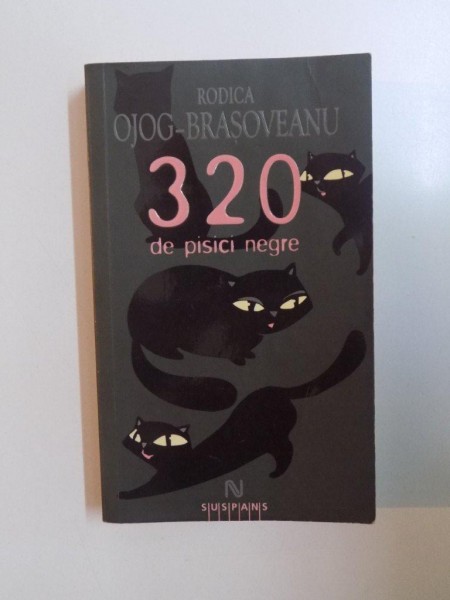 RODICA
OJOG-BRAȘOVEANU
320
de pisici negre
N
SUSPANS